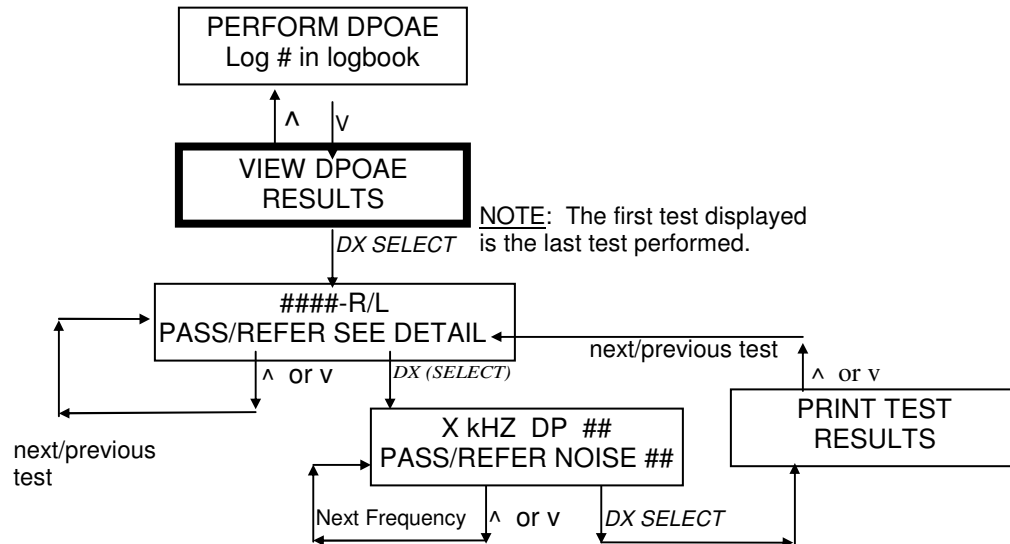 PERFORM DPOAE
Log # in logbook
^ V
VIEW DPOAE
RESULTS
NOTE: The first test displayed
is the last test performed.
DX SELECT
####-R/L
PASS/REFER SEE DETAIL
next/previous test
^ or v
DX (SELECT)
^ or v
next/previous
test
X kHZ DP ##
PASS/REFER NOISE ##
PRINT TEST
RESULTS
Next Frequency
^ or v
DX SELECT